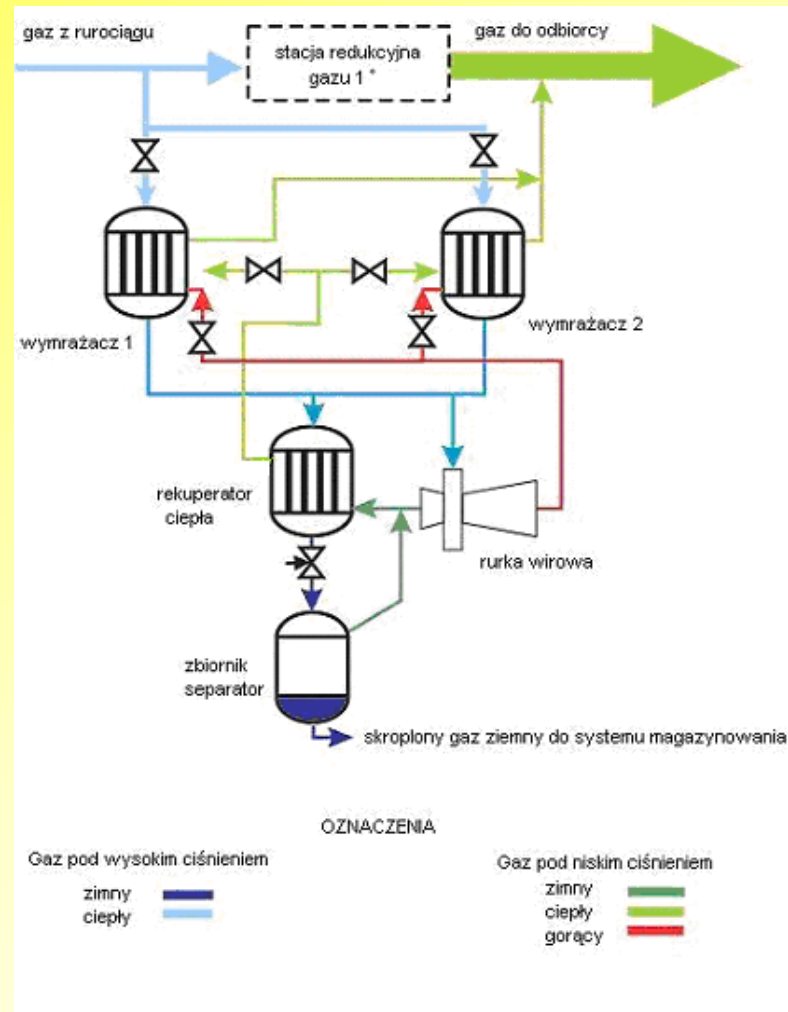 gaz z rurociągu
stacja redukcyjna
gazu 1°
gaz do odbiorcy
wymrażacz 1
wymrażacz 2
rekuperator
ciepła
rurka wirowa
zbiornik
separator
skroplony gaz ziemny do systemu magazynowania
OZNACZENIA
Gaz pod wysokim ciśnieniem
zimny
ciepły
Gaz pod niskim ciśnieniem
zimny
ciepły
gorący